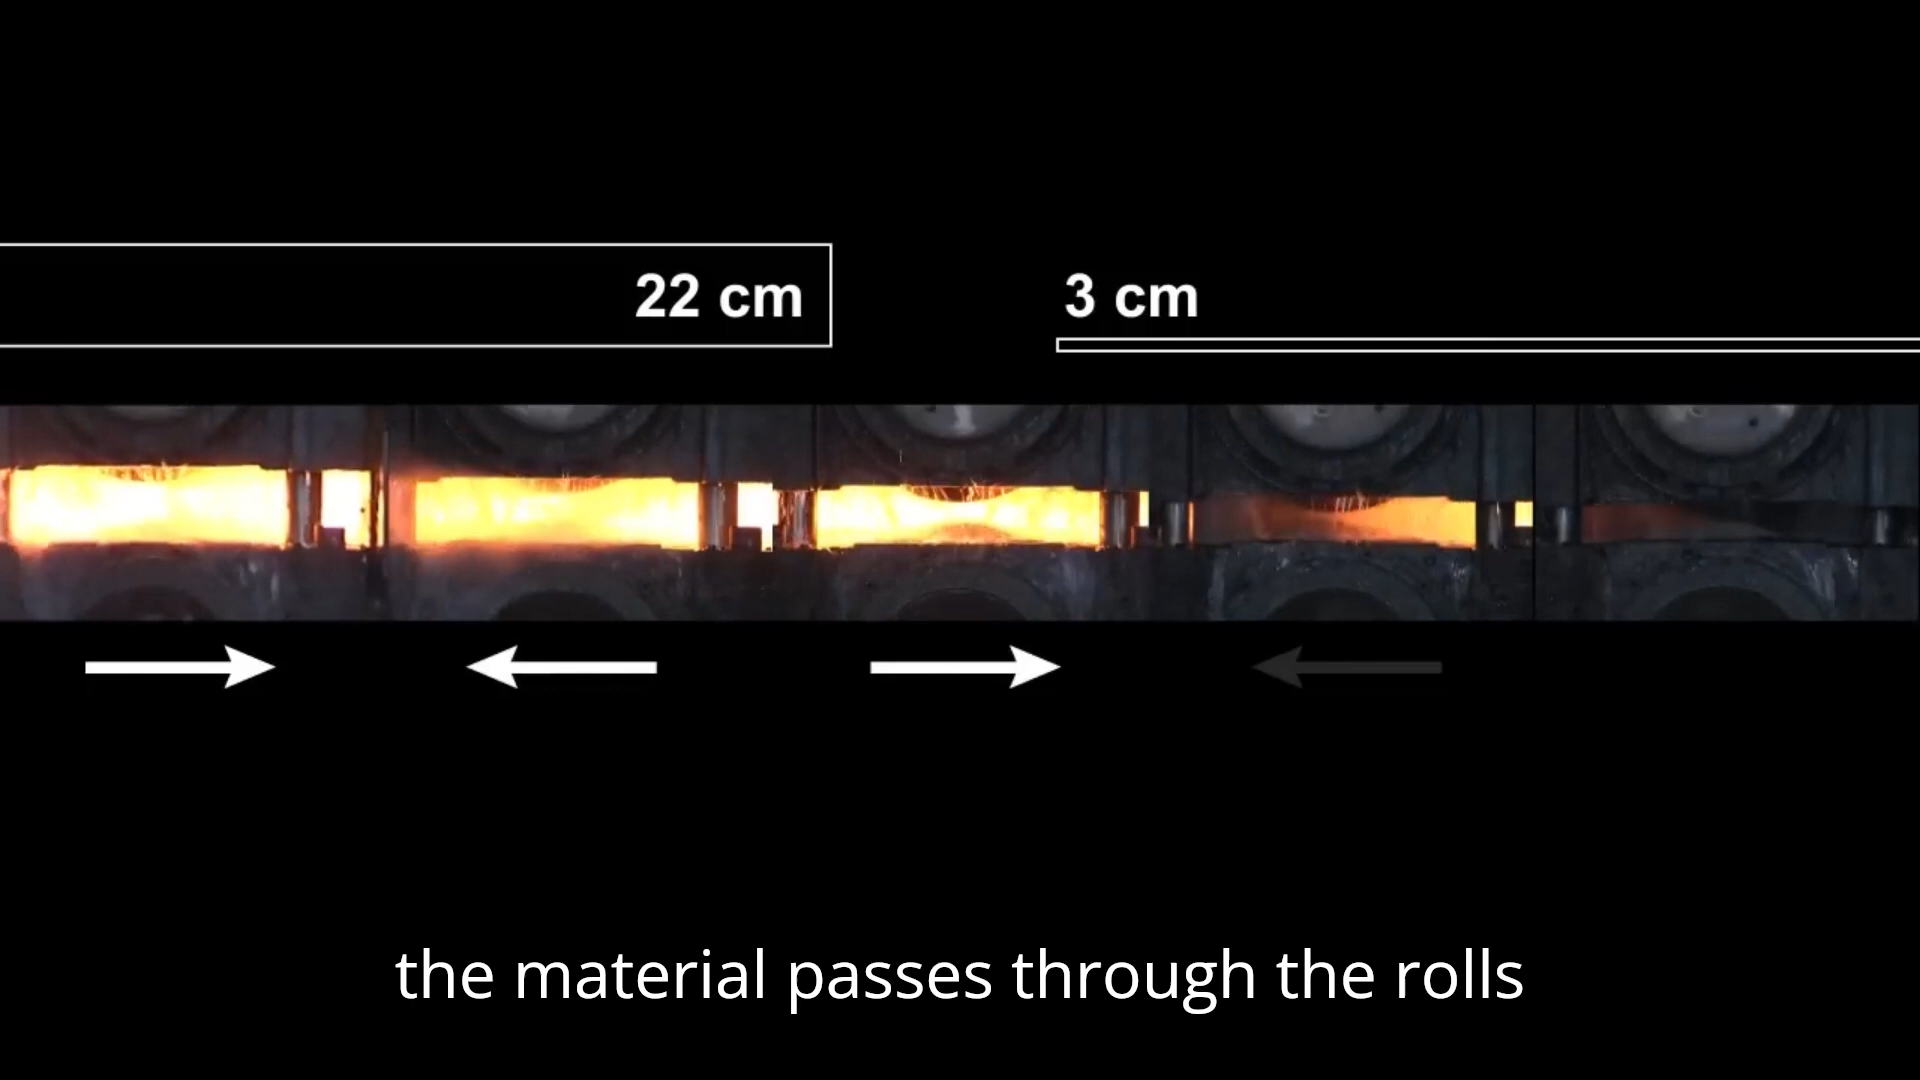 22 cm
3 cm
the material passes through the rolls